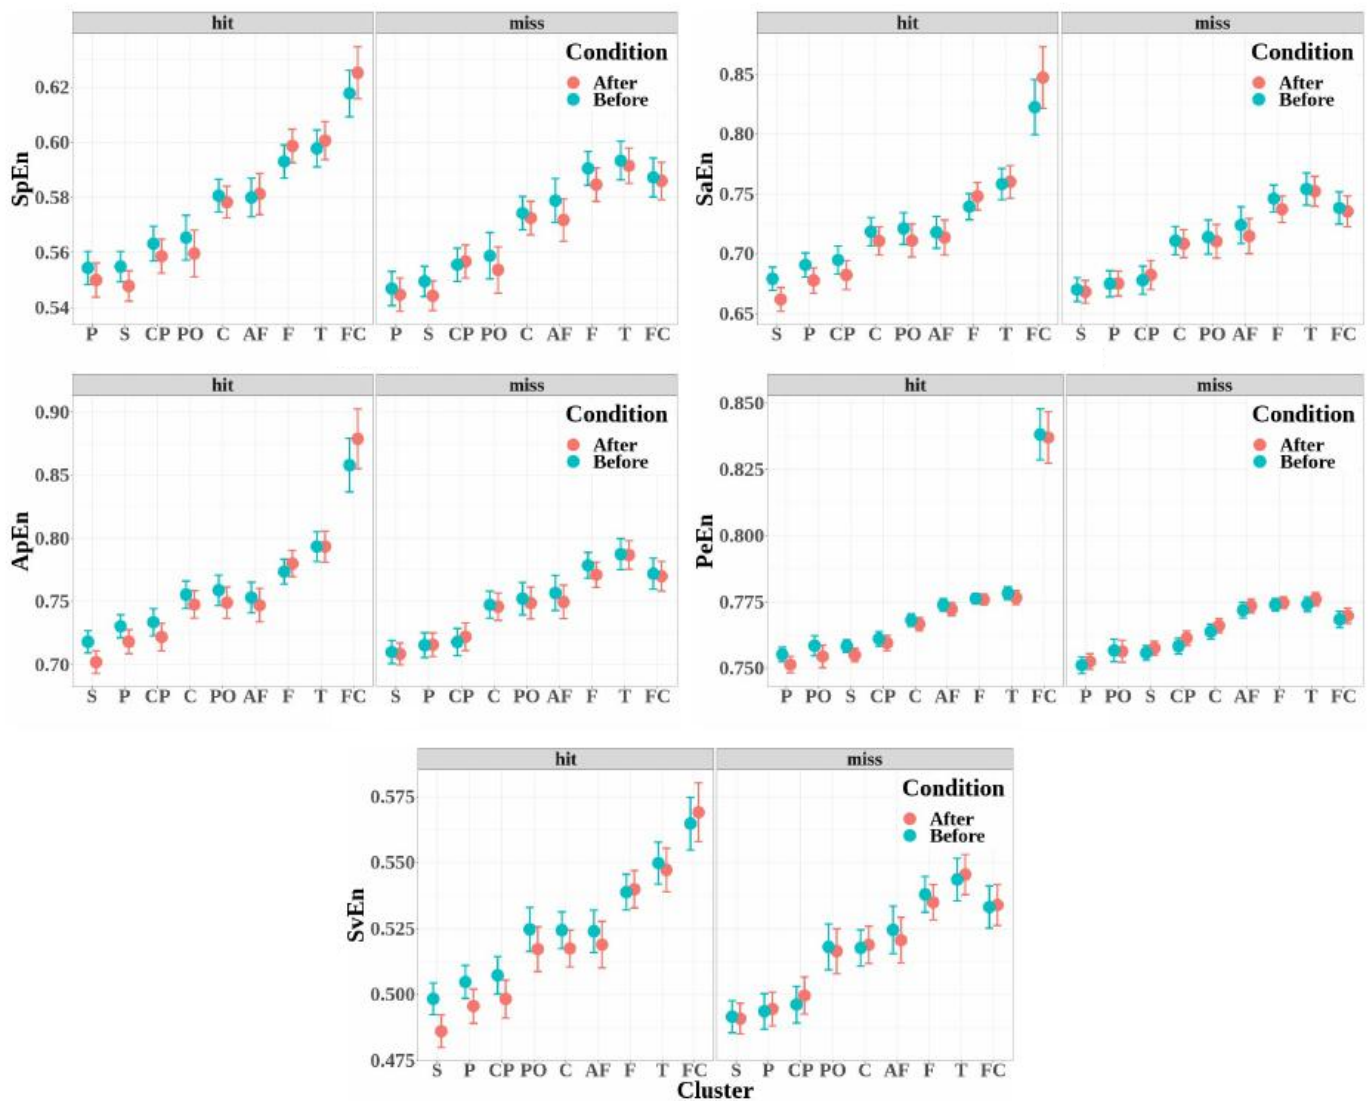 hit miss
SpEn
Condition
After
Before
0.62
0.60
0.58
0.56
0.54
P S CP PO C AF F T FC P S CP PO C AF F T FC
hit miss
SaEn
Condition
After
Before
0.85
0.80
0.75
0.70
0.65
S P CP C PO AF F T FC S P CP C PO AF F T FC
hit miss
ApEn
Condition
After
Before
0.90
0.85
0.80
0.75
0.70
S P CP C PO AF F T FC S P CP C PO AF F T FC
hit miss
PeEn
Condition
After
Before
0.850
0.825
0.800
0.775
0.750
P PO S CP C AF F T FC P PO S CP C AF F T FC
hit miss
SvEn
Condition
After
Before
0.575
0.550
0.525
0.500
0.475
S P CP PO C AF F T FC S P CP PO C AF F T FC
Cluster